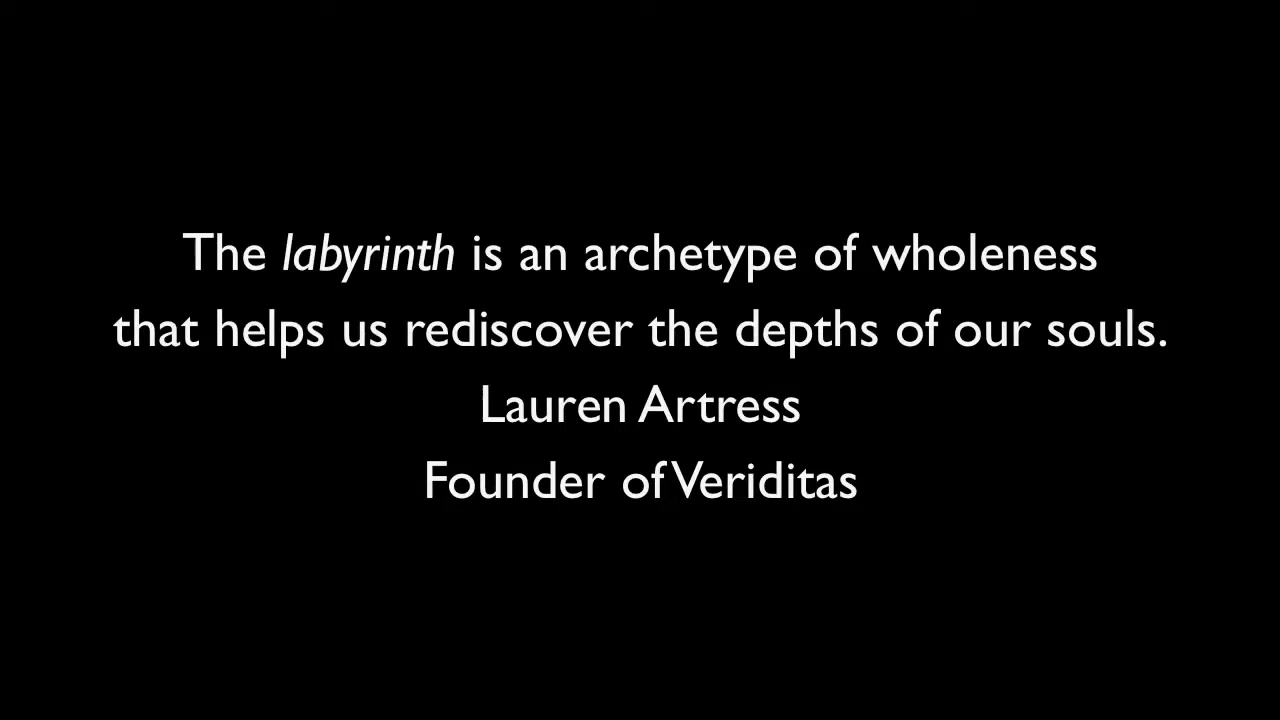 The labyrinth is an archetype of wholeness
that helps us rediscover the depths of our souls.
Lauren Artress
Founder of Veriditas